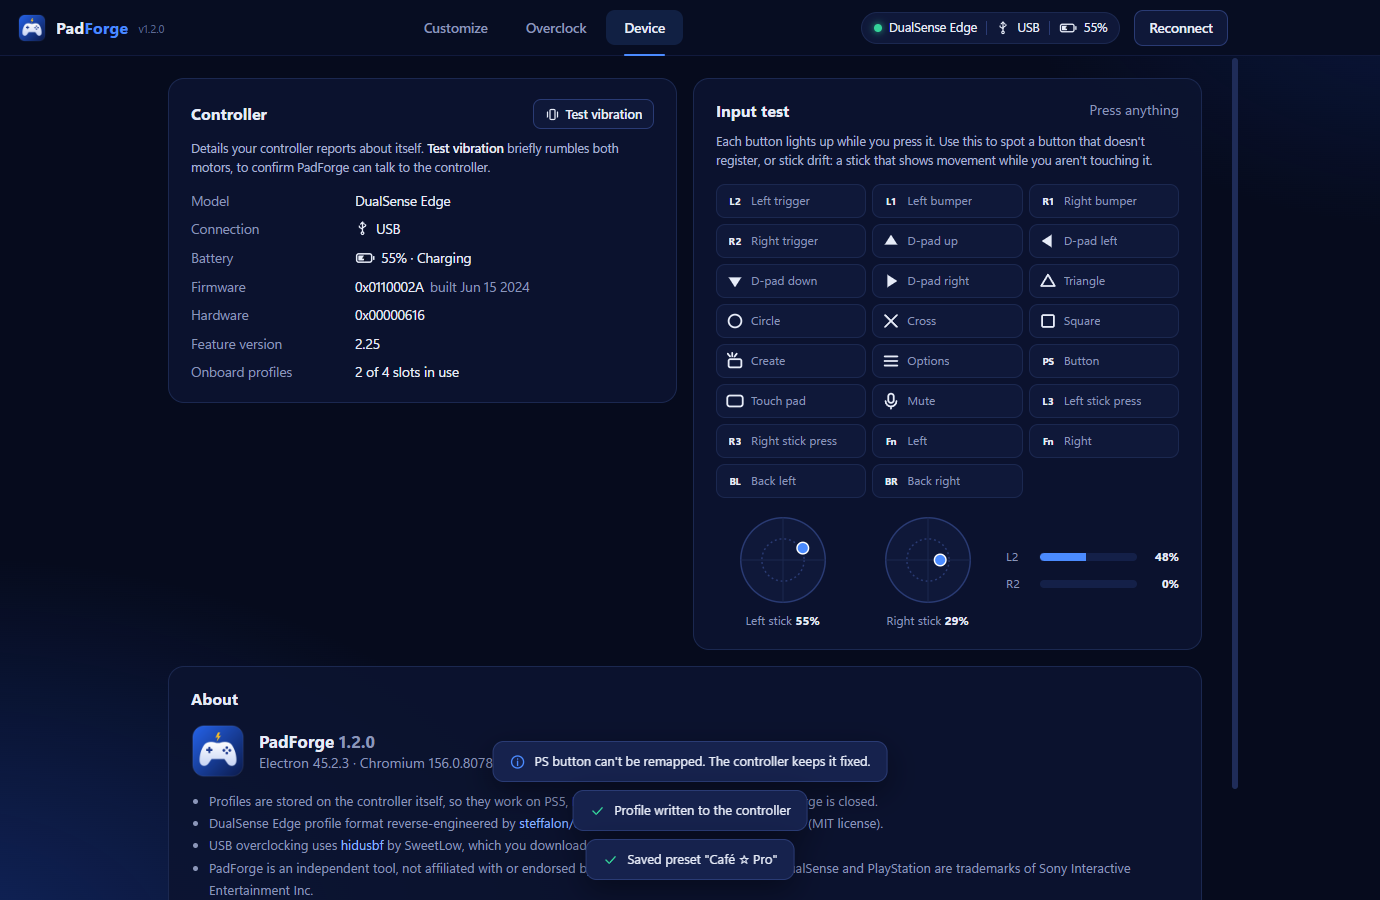 PadForge v1.2.0
Customize
Overclock
Device
DualSense Edge
USB
55%
Reconnect
Controller
Test vibration
Details your controller reports about itself. Test vibration briefly rumbles both
motors, to confirm PadForge can talk to the controller.
Model DualSense Edge
Connection USB
Battery 55% · Charging
Firmware 0x0110002A built Jun 15 2024
Hardware 0x00000616
Feature version 2.25
Onboard profiles 2 of 4 slots in use
Input test
Press anything
Each button lights up while you press it. Use this to spot a button that doesn't
register, or stick drift: a stick that shows movement while you aren't touching it.
L2 Left trigger
L1 Left bumper
R1 Right bumper
R2 Right trigger
D-pad up
D-pad left
D-pad down
D-pad right
Triangle
Circle
Cross
Square
Create
Options
PS Button
Touch pad
Mute
L3 Left stick press
R3 Right stick press
Fn Left
Fn Right
BL Back left
BR Back right
L2 48%
R2 0%
Left stick 55%
Right stick 29%
About
PadForge 1.2.0
Electron 45.2.3 · Chromium 156.0.8078
PS button can't be remapped. The controller keeps it fixed.
Profiles are stored on the controller itself, so they work on PS5, ge is closed.
Profile written to the controller
DualSense Edge profile format reverse-engineered by steffalon/ (MIT license).
USB overclocking uses hidusbf by SweetLow, which you download
Saved preset "Café ☆ Pro"
PadForge is an independent tool, not affiliated with or endorsed b alSense and PlayStation are trademarks of Sony Interactive
Entertainment Inc.